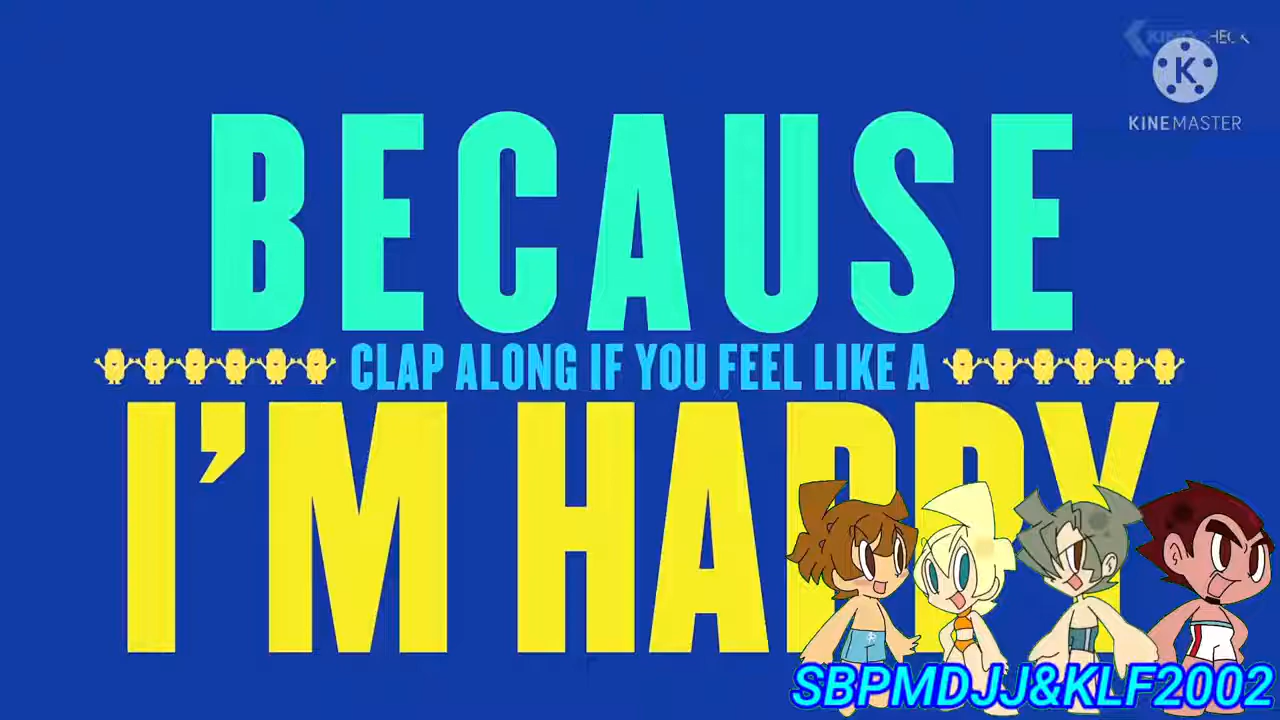 K
KINEMASTER
BECAUSE
CLAP ALONG IF YOU FEEL LIKE A
I'M HAPPY
SBPMDJJ&KLF2002